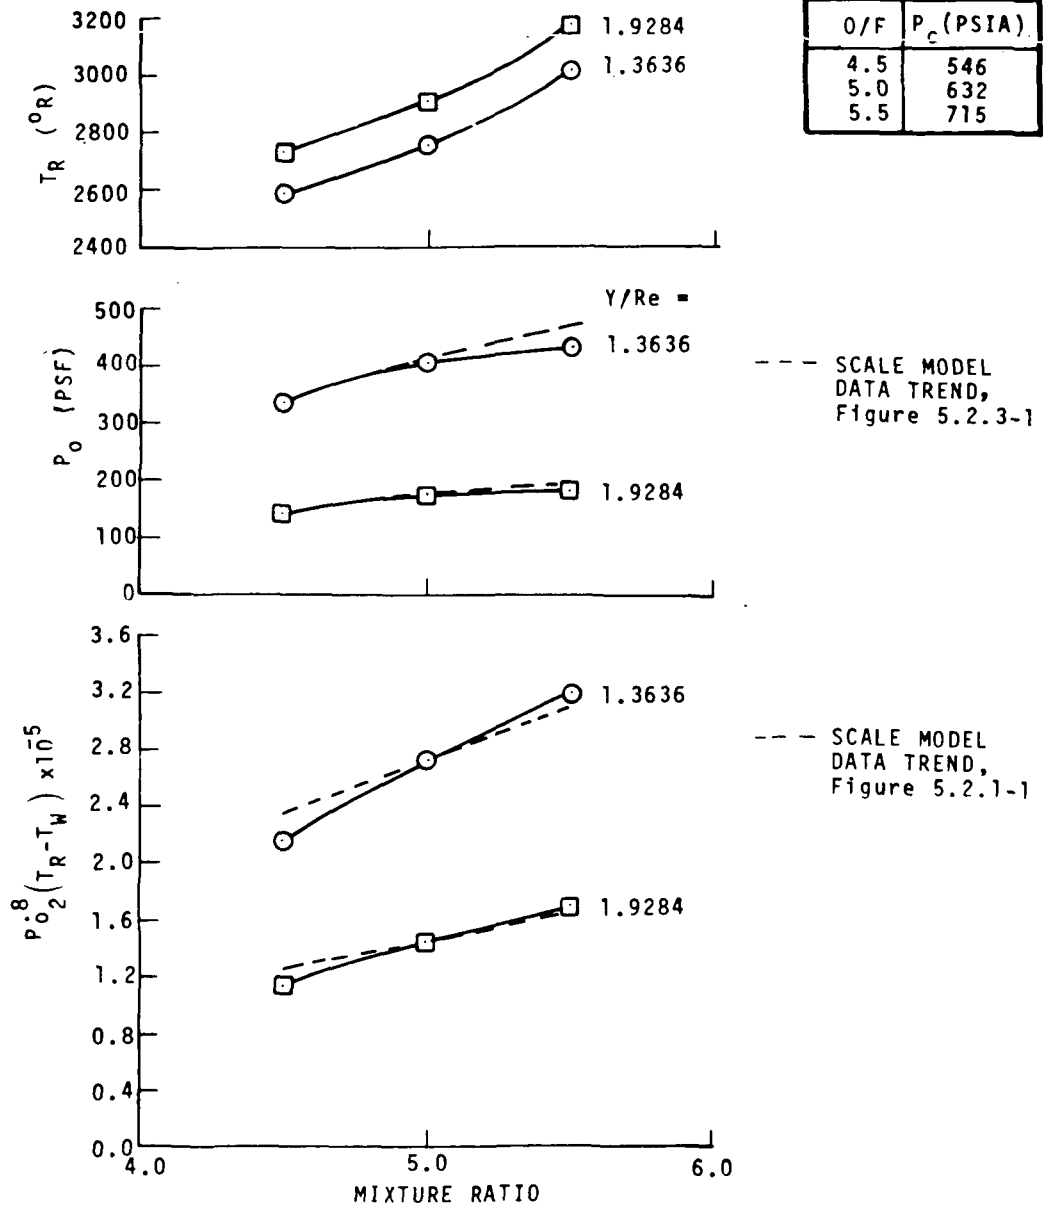 O/F P_c (PSIA)
4.5 546
5.0 632
5.5 715
3200
3000
2800
2600
2400
T_R (°R)
1.9284
1.3636
500
400
300
200
100
0
P_o (PSF)
Y/Re =
1.3636
1.9284
--- SCALE MODEL
DATA TREND,
Figure 5.2.3-1
3.6
3.2
2.8
2.4
2.0
1.6
1.2
0.8
0.4
0.0
P_o2^.8 (T_R-T_W) x10^-5
1.3636
1.9284
--- SCALE MODEL
DATA TREND,
Figure 5.2.1-1
4.0 5.0 6.0
MIXTURE RATIO